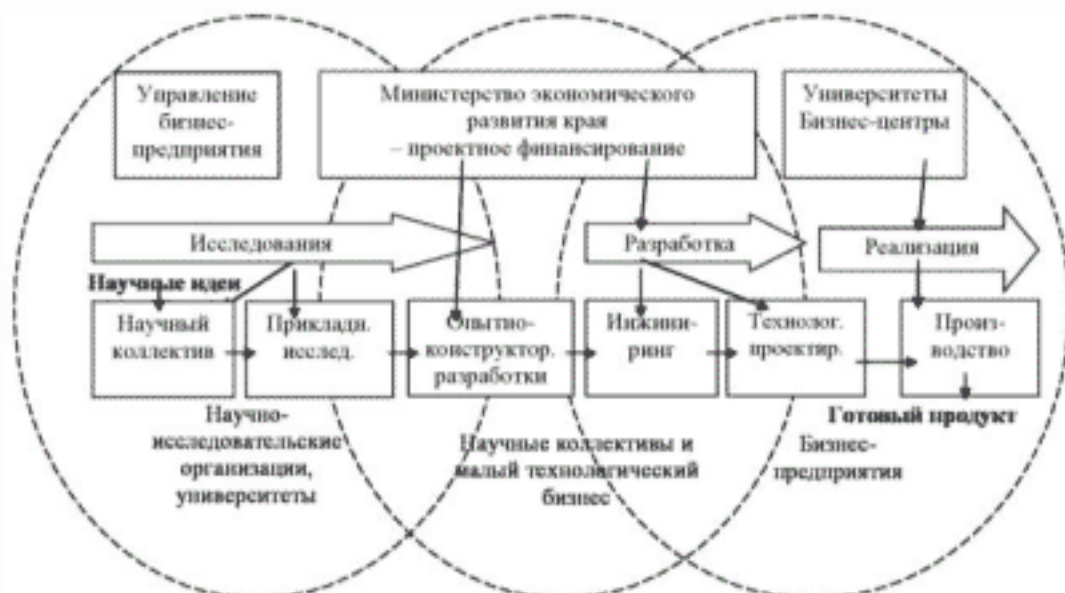 Управление
бизнес-
предприятия
Министерство экономического
развития края
– проектное финансирование
Университеты
Бизнес-центры
Исследования
Разработка
Реализация
Научные идеи
Научный
коллектив
Прикладн.
исслед.
Опытно-
конструктор.
разработки
Инжини-
ринг
Технолог.
проектир.
Произ-
водство
Готовый продукт
Научно-
исследовательские
организации,
университеты
Научные коллективы и
малый технологический
бизнес
Бизнес-
предприятия